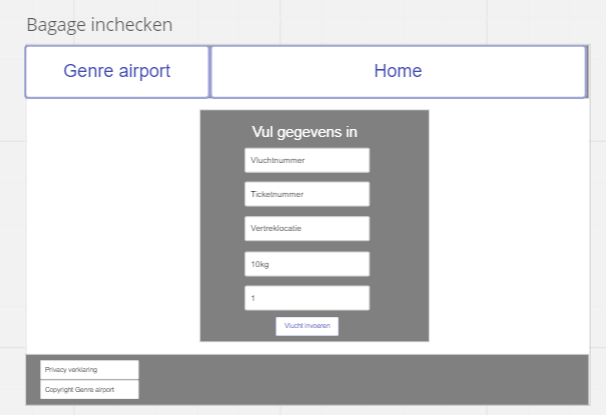 Bagage inchecken
Genre airport
Home
Vul gegevens in
Vluchtnummer
Ticketnummer
Vertreklocatie
10kg
1
Vlucht invoeren
Privacy verklaring
Copyright Genre airport